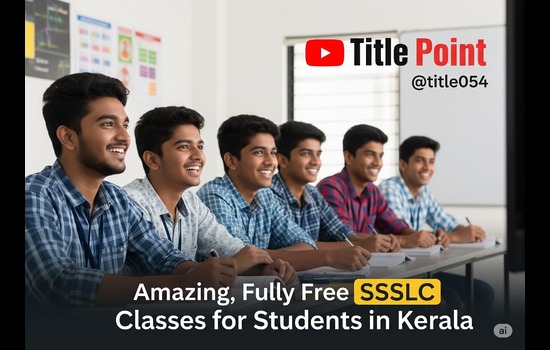 Title Point
@title054
Amazing, Fully Free SSSLC
Classes for Students in Kerala
ai